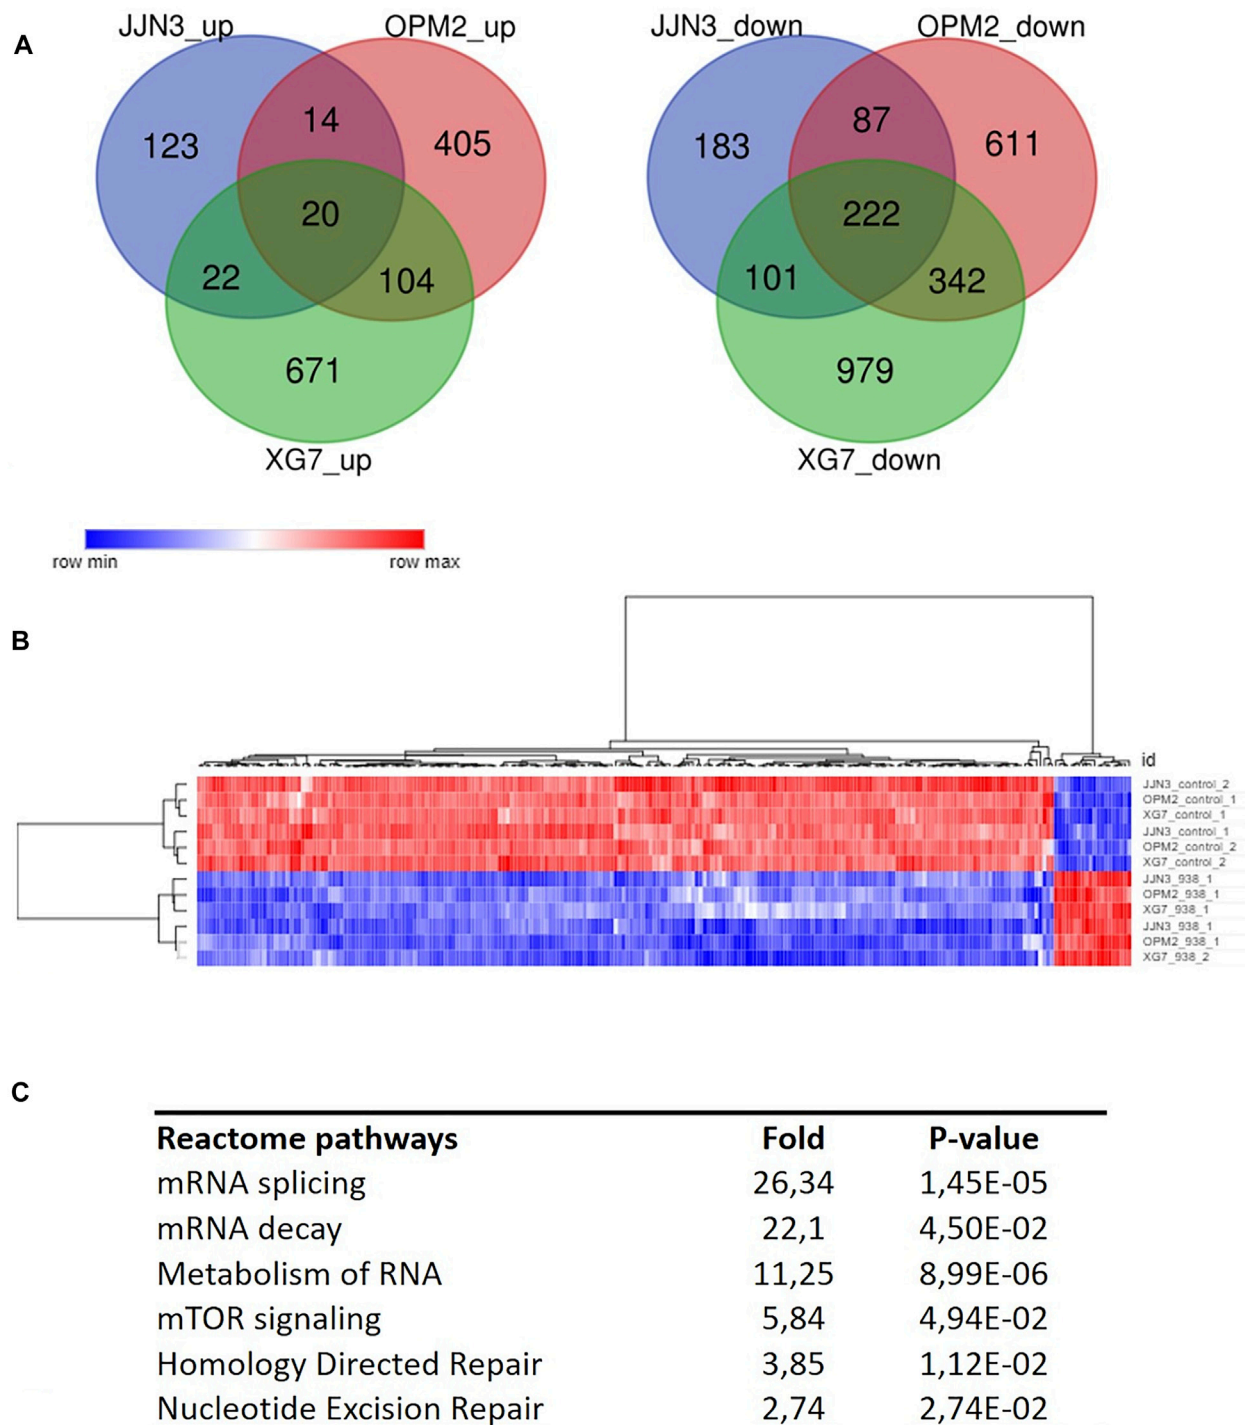 A
JJN3_up
OPM2_up
JJN3_down
OPM2_down
123
14
405
20
22
104
671
XG7_up
183
87
611
222
101
342
979
XG7_down
row min
row max
B
id
JJN3_control_2
OPM2_control_1
XG7_control_1
JJN3_control_1
OPM2_control_2
XG7_control_2
JJN3_938_1
OPM2_938_1
XG7_938_1
JJN3_938_1
OPM2_938_1
XG7_938_2
C
Reactome pathways Fold P-value
mRNA splicing 26,34 1,45E-05
mRNA decay 22,1 4,50E-02
Metabolism of RNA 11,25 8,99E-06
mTOR signaling 5,84 4,94E-02
Homology Directed Repair 3,85 1,12E-02
Nucleotide Excision Repair 2,74 2,74E-02